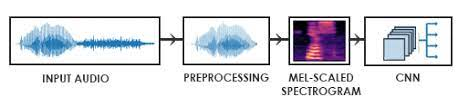 INPUT AUDIO
PREPROCESSING
MEL-SCALED
SPECTROGRAM
CNN